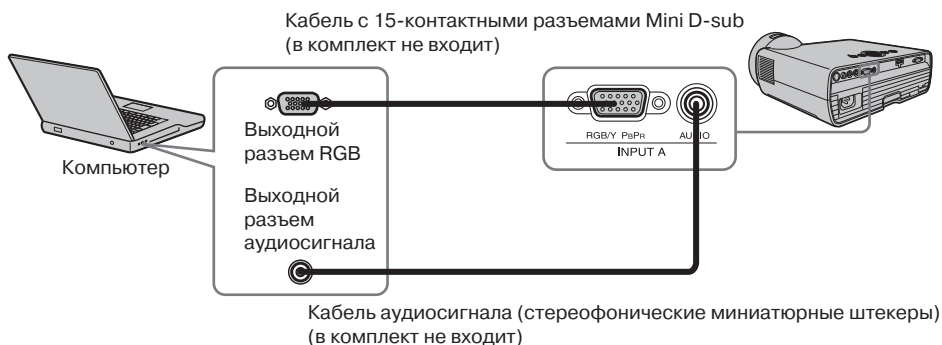 Кабель с 15-контактными разъемами Mini D-sub
(в комплект не входит)
Компьютер
Выходной
разъем RGB
Выходной
разъем
аудиосигнала
RGB/Y PBPR
AUDIO
INPUT A
Кабель аудиосигнала (стереофонические миниатюрные штекеры)
(в комплект не входит)